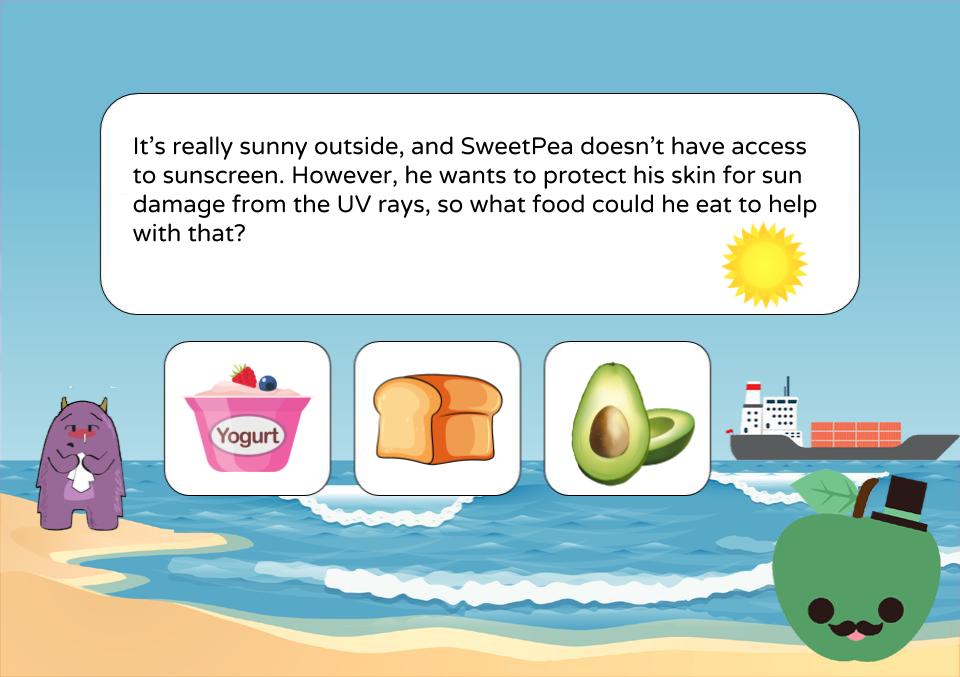 It’s really sunny outside, and SweetPea doesn’t have access
to sunscreen. However, he wants to protect his skin for sun
damage from the UV rays, so what food could he eat to help
with that?
Yogurt